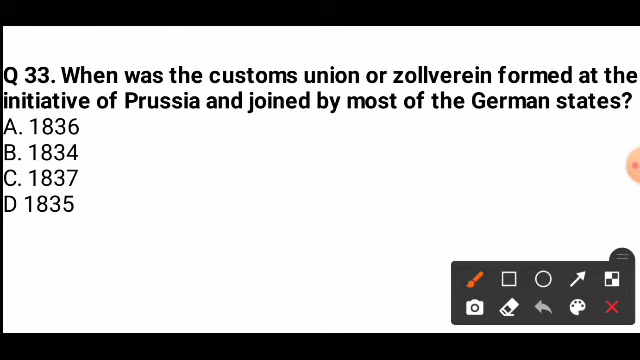 Q 33. When was the customs union or zollverein formed at the
initiative of Prussia and joined by most of the German states?
A. 1836
B. 1834
C. 1837
D 1835